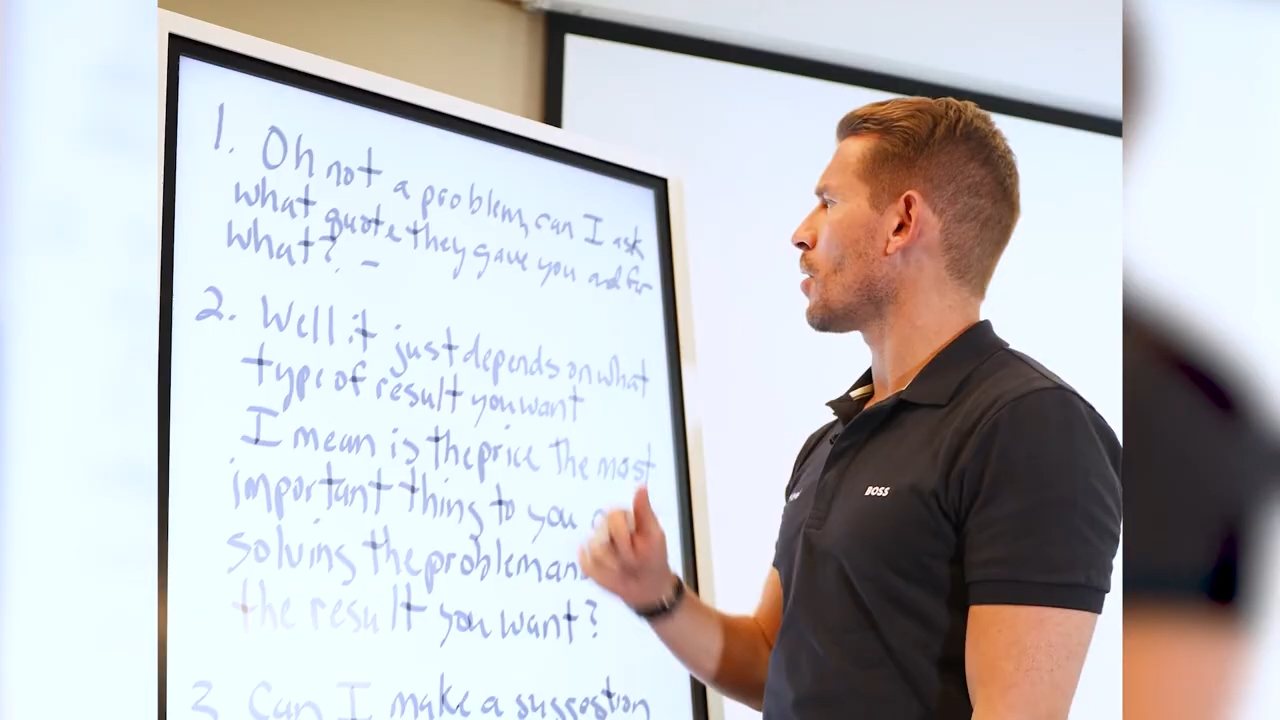 1. Oh not a problem, can I ask
what quote they gave you and for
what? -
2. Well it just depends on what
type of result you want
I mean is the price the most
important thing to you
solving the problem an
the result you want?
3 Can I make a suggestion
BOSS